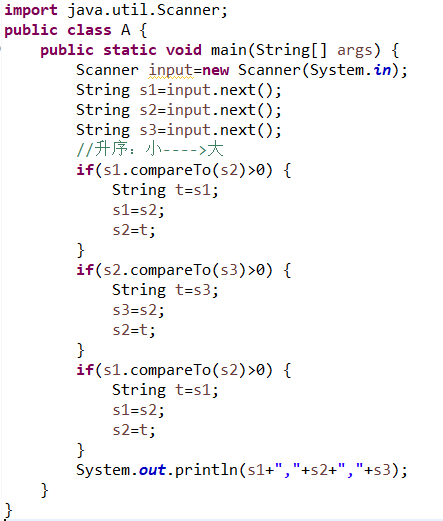 import java.util.Scanner;
public class A {
    public static void main(String[] args) {
        Scanner input=new Scanner(System.in);
        String s1=input.next();
        String s2=input.next();
        String s3=input.next();
        //升序：小---->大
        if(s1.compareTo(s2)>0) {
            String t=s1;
            s1=s2;
            s2=t;
        }
        if(s2.compareTo(s3)>0) {
            String t=s3;
            s3=s2;
            s2=t;
        }
        if(s1.compareTo(s2)>0) {
            String t=s1;
            s1=s2;
            s2=t;
        }
        System.out.println(s1+","+s2+","+s3);
    }
}